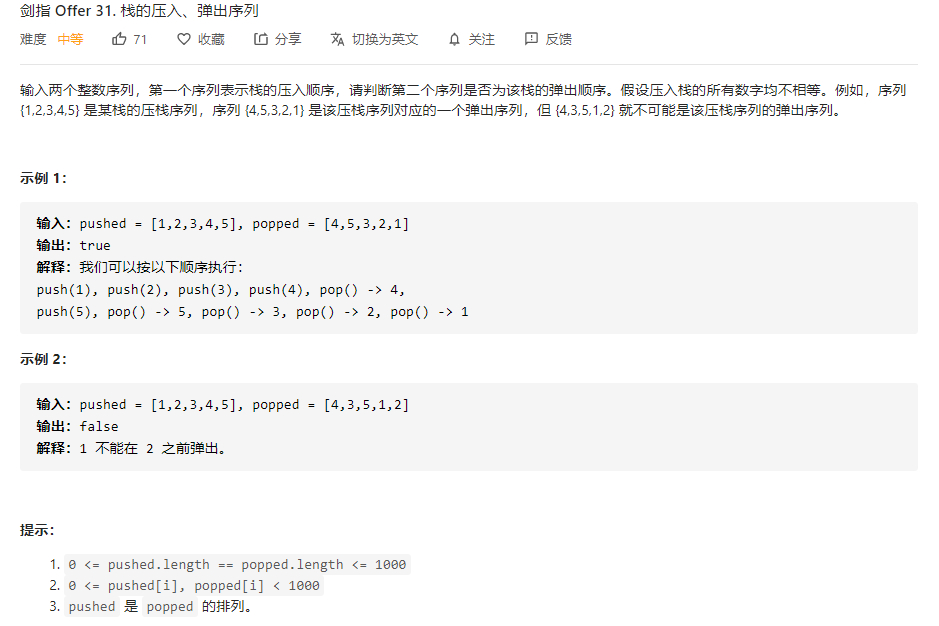 剑指 Offer 31. 栈的压入、弹出序列
难度 中等 71 收藏 分享 切换为英文 关注 反馈
输入两个整数序列，第一个序列表示栈的压入顺序，请判断第二个序列是否为该栈的弹出顺序。假设压入栈的所有数字均不相等。例如，序列
{1,2,3,4,5} 是某栈的压栈序列，序列 {4,5,3,2,1} 是该压栈序列对应的一个弹出序列，但 {4,3,5,1,2} 就不可能是该压栈序列的弹出序列。
示例 1：
输入：pushed = [1,2,3,4,5], popped = [4,5,3,2,1]
输出：true
解释：我们可以按以下顺序执行：
push(1), push(2), push(3), push(4), pop() -> 4,
push(5), pop() -> 5, pop() -> 3, pop() -> 2, pop() -> 1
示例 2：
输入：pushed = [1,2,3,4,5], popped = [4,3,5,1,2]
输出：false
解释：1 不能在 2 之前弹出。
提示：
1. 0 <= pushed.length == popped.length <= 1000
2. 0 <= pushed[i], popped[i] < 1000
3. pushed 是 popped 的排列。